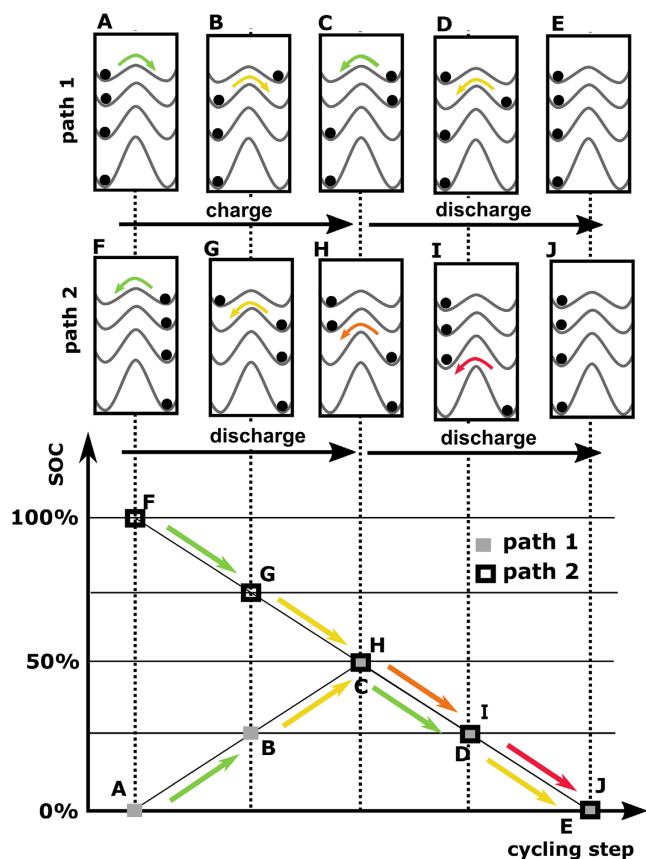 A B C D E
path 1
charge discharge
F G H I J
path 2
discharge discharge
SOC
F
100%
path 1
G
path 2
H
50%
C
I
B
D
A
J
0%
E
cycling step